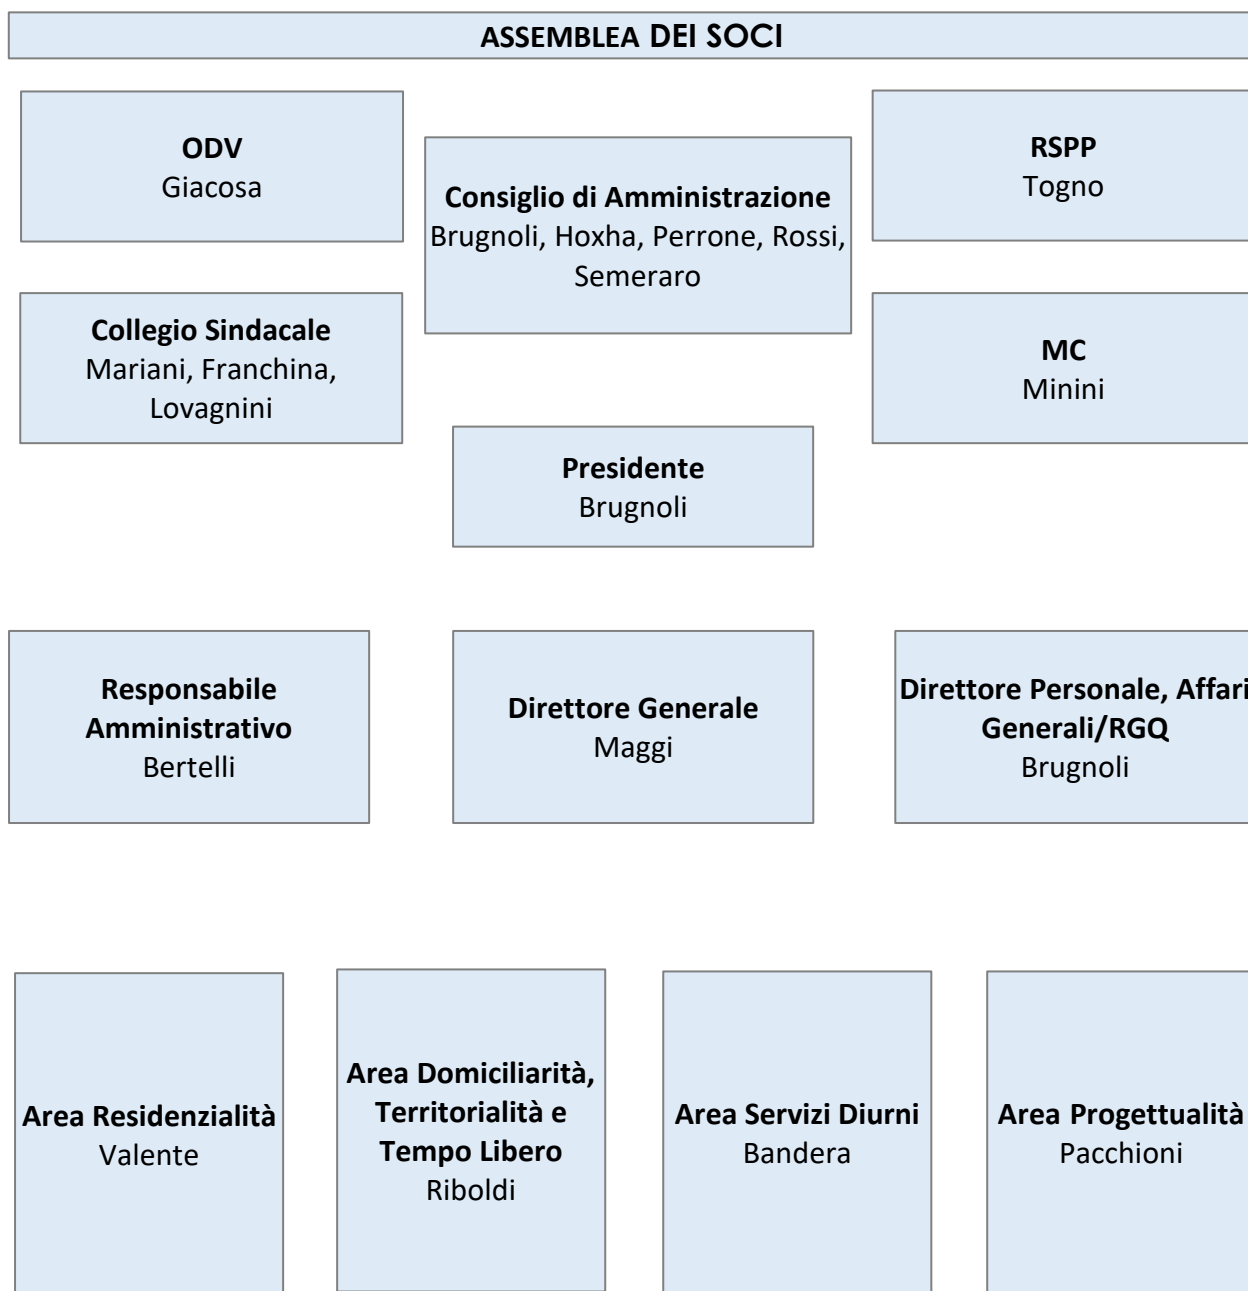 ASSEMBLEA DEI SOCI
ODV
Giacosa
Consiglio di Amministrazione
Brugnoli, Hoxha, Perrone, Rossi,
Semeraro
RSPP
Togno
Collegio Sindacale
Mariani, Franchina,
Lovagnini
MC
Minini
Presidente
Brugnoli
Responsabile
Amministrativo
Bertelli
Direttore Generale
Maggi
Direttore Personale, Affari
Generali/RGQ
Brugnoli
Area Residenzialità
Valente
Area Domiciliarità,
Territorialità e
Tempo Libero
Riboldi
Area Servizi Diurni
Bandera
Area Progettualità
Pacchioni